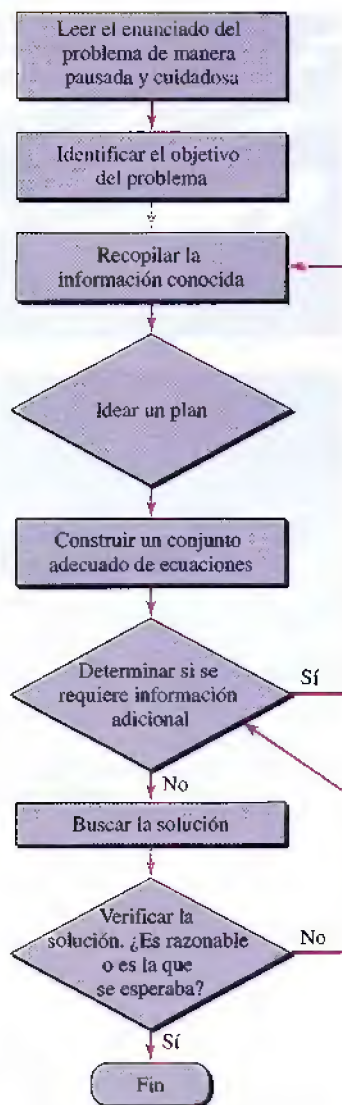 Leer el enunciado del
problema de manera
pausada y cuidadosa
Identificar el objetivo
del problema
Recopilar la
información conocida
Idear un plan
Construir un conjunto
adecuado de ecuaciones
Determinar si se
requiere información
adicional
Sí
No
Buscar la solución
Verificar la
solución. ¿Es razonable
o es la que
se esperaba?
No
Sí
Fin